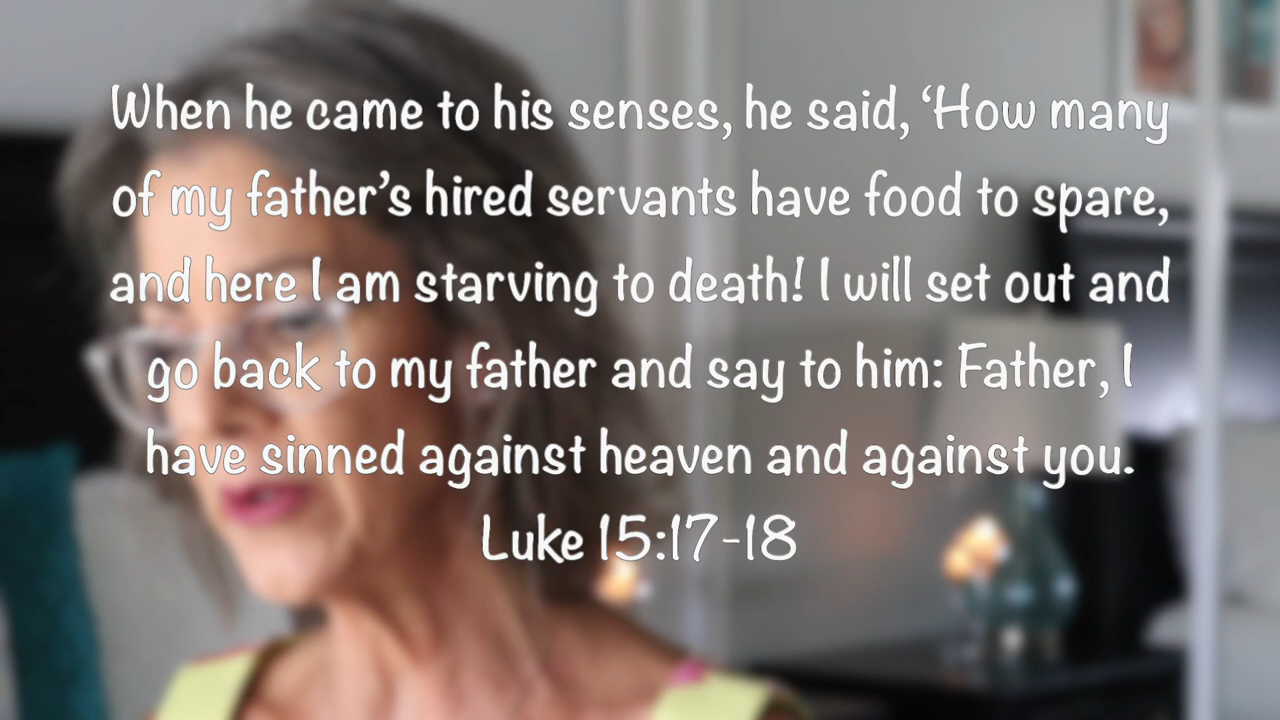 When he came to his senses, he said, ‘How many
of my father’s hired servants have food to spare,
and here I am starving to death! I will set out and
go back to my father and say to him: Father, I
have sinned against heaven and against you.
Luke 15:17-18